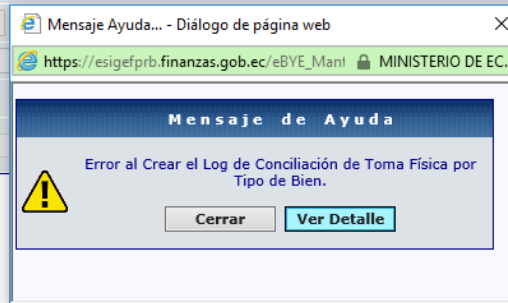 Mensaje Ayuda... - Diálogo de página web
https://esigefprb.finanzas.gob.ec/eBYE_Mant
MINISTERIO DE EC.
Mensaje de Ayuda
Error al Crear el Log de Conciliación de Toma Física por
Tipo de Bien.
Cerrar
Ver Detalle